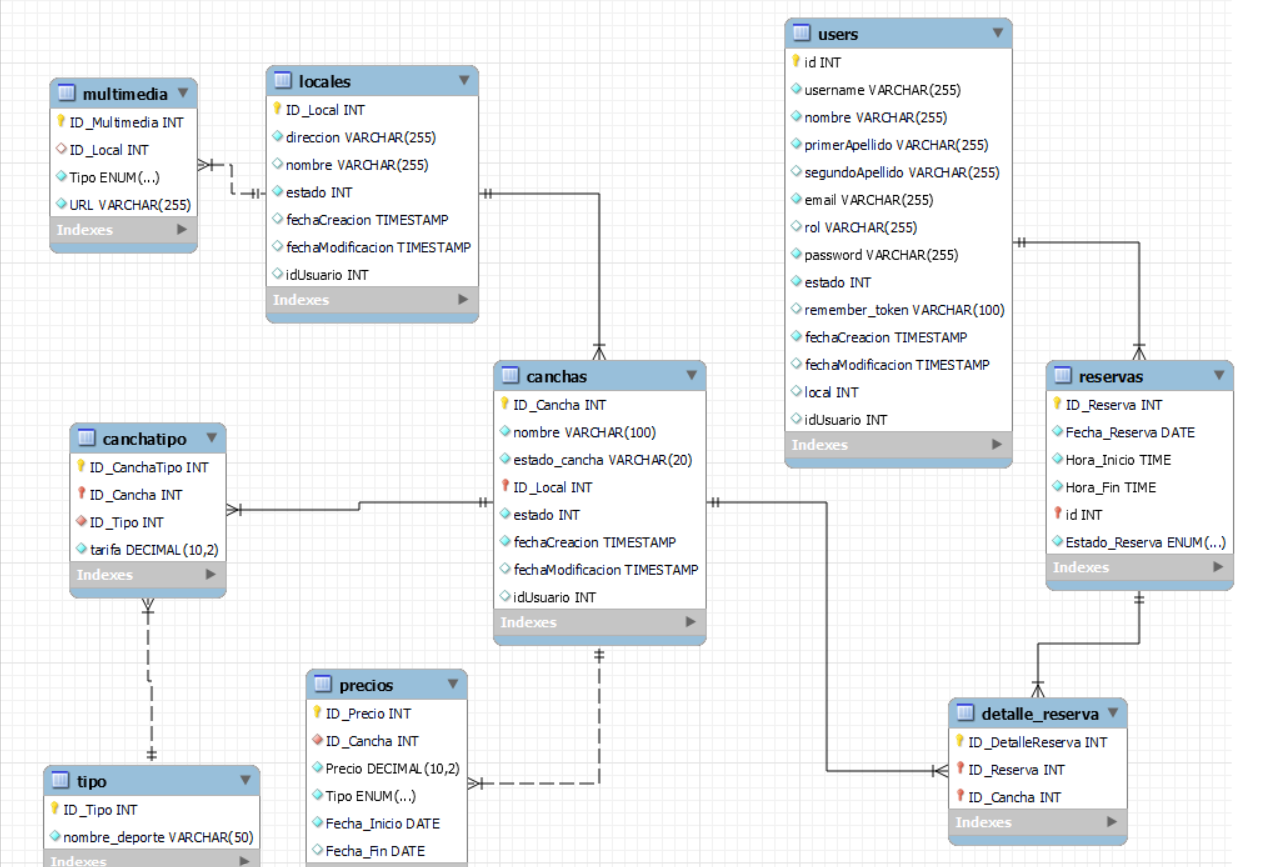 multimedia
ID_Multimedia INT
ID_Local INT
Tipo ENUM(...)
URL VARCHAR(255)
Indexes
locales
ID_Local INT
direccion VARCHAR(255)
nombre VARCHAR(255)
estado INT
fechaCreacion TIMESTAMP
fechaModificacion TIMESTAMP
idUsuario INT
Indexes
users
id INT
username VARCHAR(255)
nombre VARCHAR(255)
primerApellido VARCHAR(255)
segundoApellido VARCHAR(255)
email VARCHAR(255)
rol VARCHAR(255)
password VARCHAR(255)
estado INT
remember_token VARCHAR(100)
fechaCreacion TIMESTAMP
fechaModificacion TIMESTAMP
local INT
idUsuario INT
Indexes
canchas
ID_Cancha INT
nombre VARCHAR(100)
estado_cancha VARCHAR(20)
ID_Local INT
estado INT
fechaCreacion TIMESTAMP
fechaModificacion TIMESTAMP
idUsuario INT
Indexes
reservas
ID_Reserva INT
Fecha_Reserva DATE
Hora_Inicio TIME
Hora_Fin TIME
id INT
Estado_Reserva ENUM(...)
Indexes
canchatipo
ID_CanchaTipo INT
ID_Cancha INT
ID_Tipo INT
tarifa DECIMAL(10,2)
Indexes
precios
ID_Precio INT
ID_Cancha INT
Precio DECIMAL(10,2)
Tipo ENUM(...)
Fecha_Inicio DATE
Fecha_Fin DATE
detalle_reserva
ID_DetalleReserva INT
ID_Reserva INT
ID_Cancha INT
Indexes
tipo
ID_Tipo INT
nombre_deporte VARCHAR(50)
Indexes